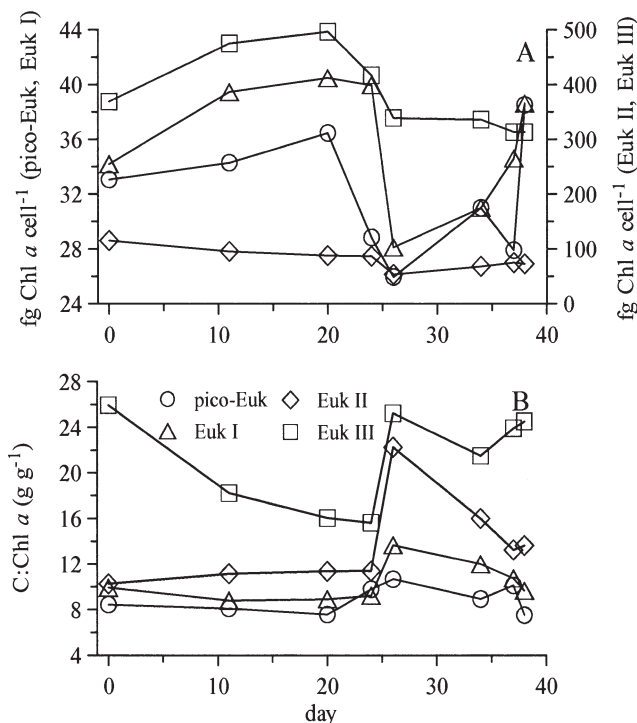 fg Chl a cell⁻¹ (pico-Euk, Euk I)
44
40
36
32
28
24
A
500
400
300
200
100
0
fg Chl a cell⁻¹ (Euk II, Euk III)
0 10 20 30 40
C:Chl a (g g⁻¹)
28
24
20
16
12
8
4
B
pico-Euk Euk II
Euk I Euk III
0 10 20 30 40
day